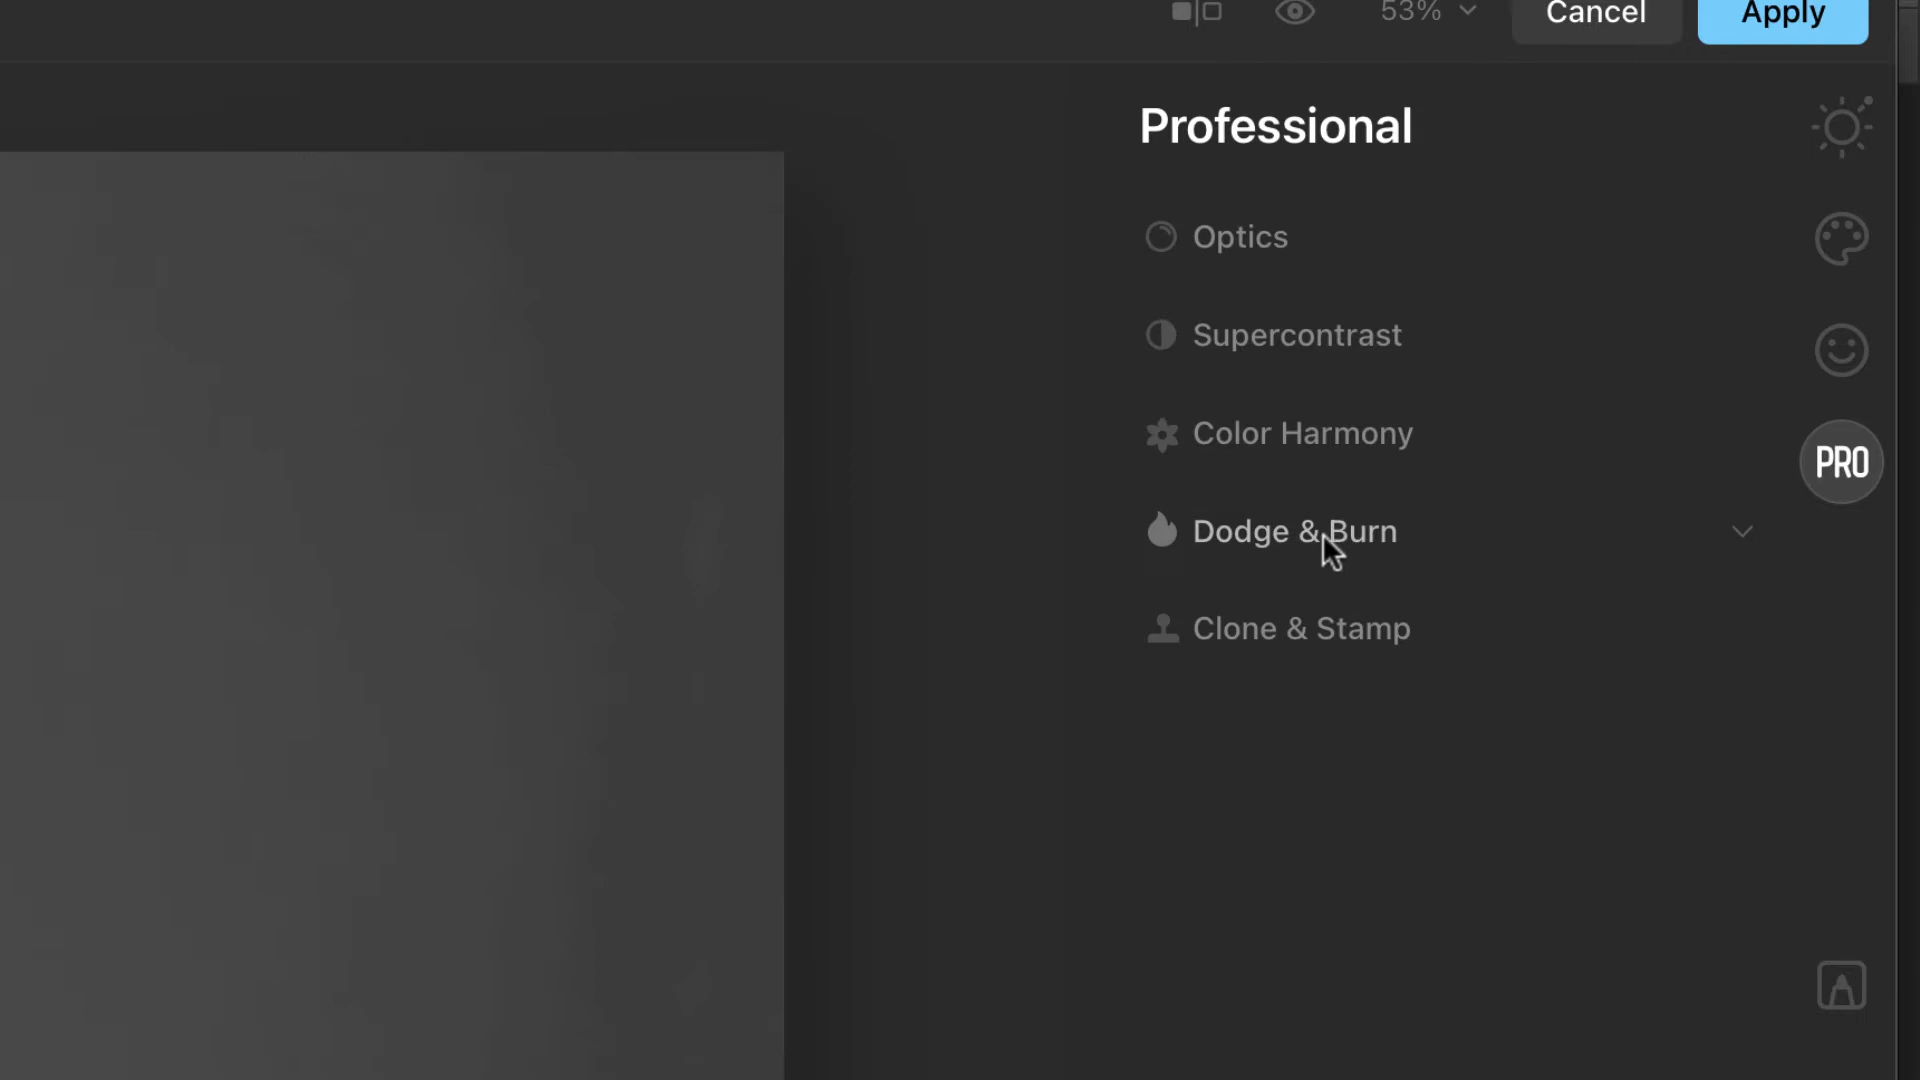 53%
Cancel
Apply
Professional
Optics
Supercontrast
Color Harmony
PRO
Dodge & Burn
Clone & Stamp